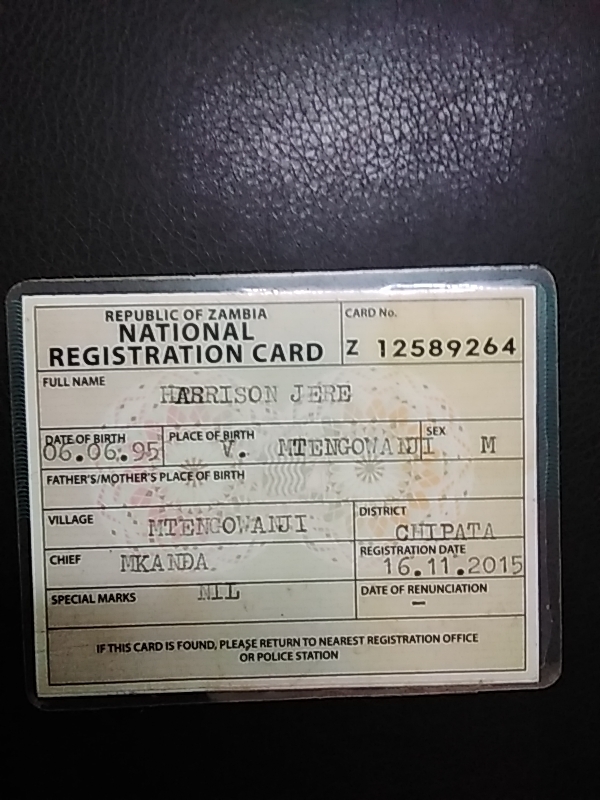 REPUBLIC OF ZAMBIA
NATIONAL
REGISTRATION CARD
CARD No.
Z 12589264
FULL NAME
HARRISON JERE
DATE OF BIRTH
06.06.95
PLACE OF BIRTH
V. MTENGOWANJI
SEX
M
FATHER'S/MOTHER'S PLACE OF BIRTH
VILLAGE
MTENGOWANJI
DISTRICT
CHIPATA
CHIEF
MKANDA
REGISTRATION DATE
16.11.2015
SPECIAL MARKS
NIL
DATE OF RENUNCIATION
–
IF THIS CARD IS FOUND, PLEASE RETURN TO NEAREST REGISTRATION OFFICE
OR POLICE STATION